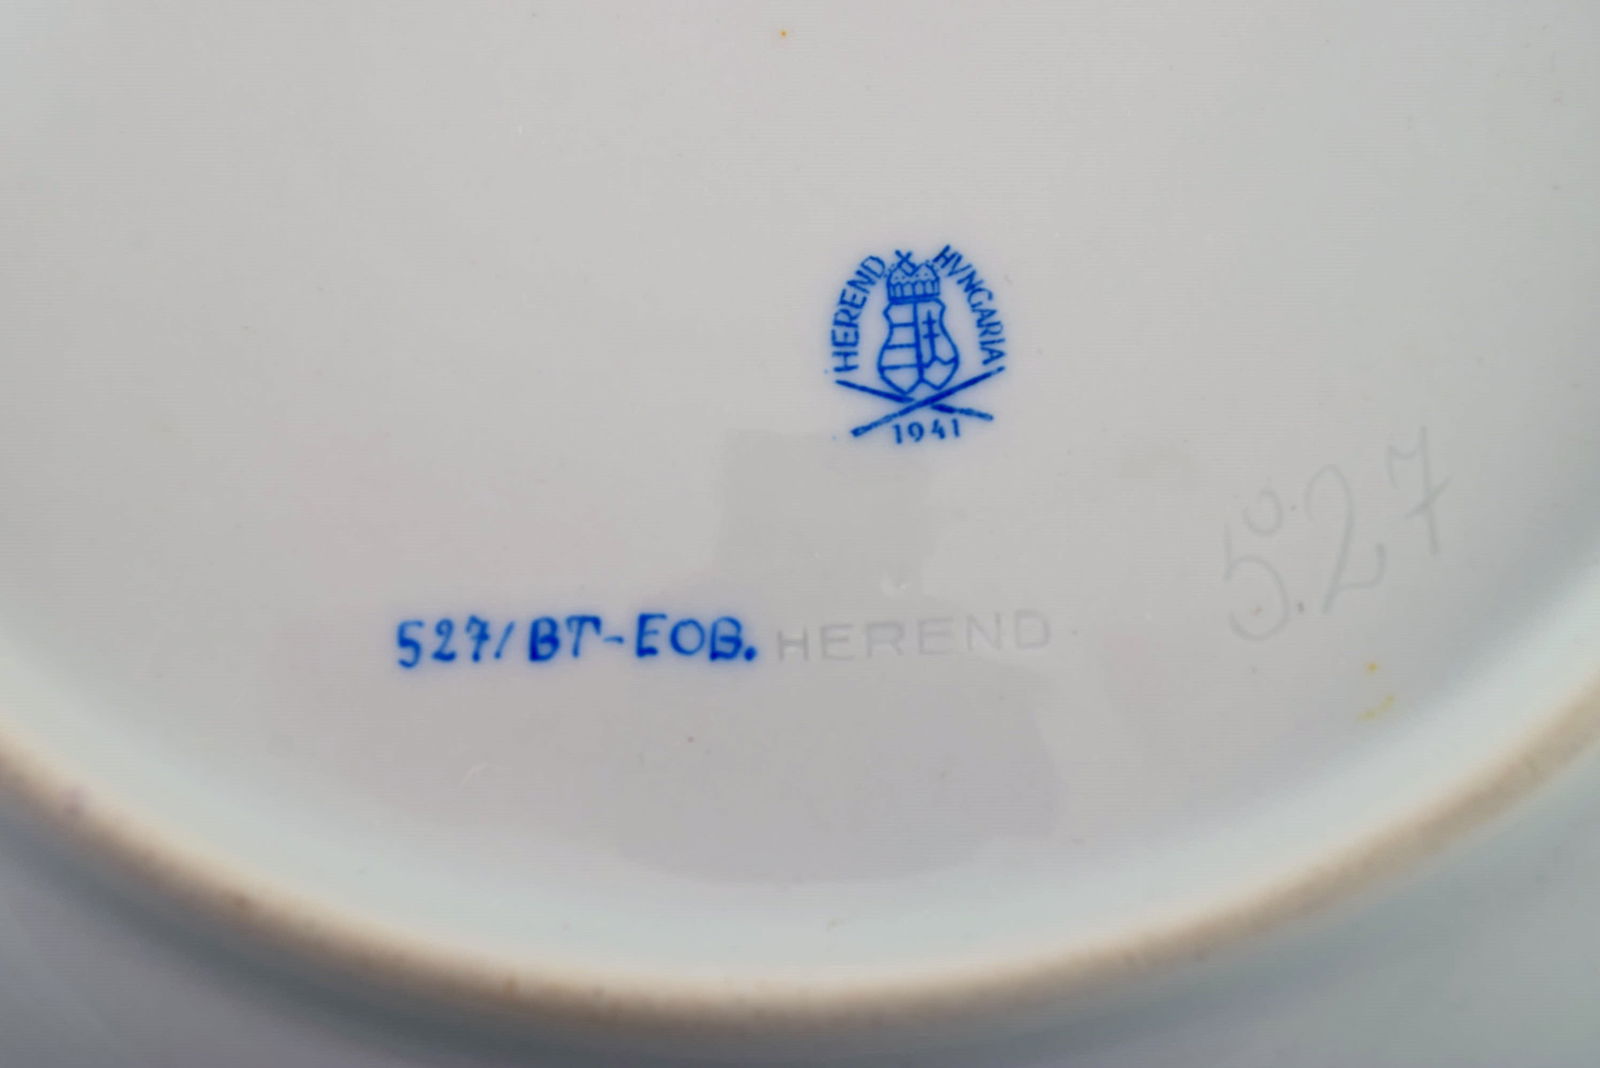 HEREND HVNGARIA
1941
527
527/BT-EOB. HEREND